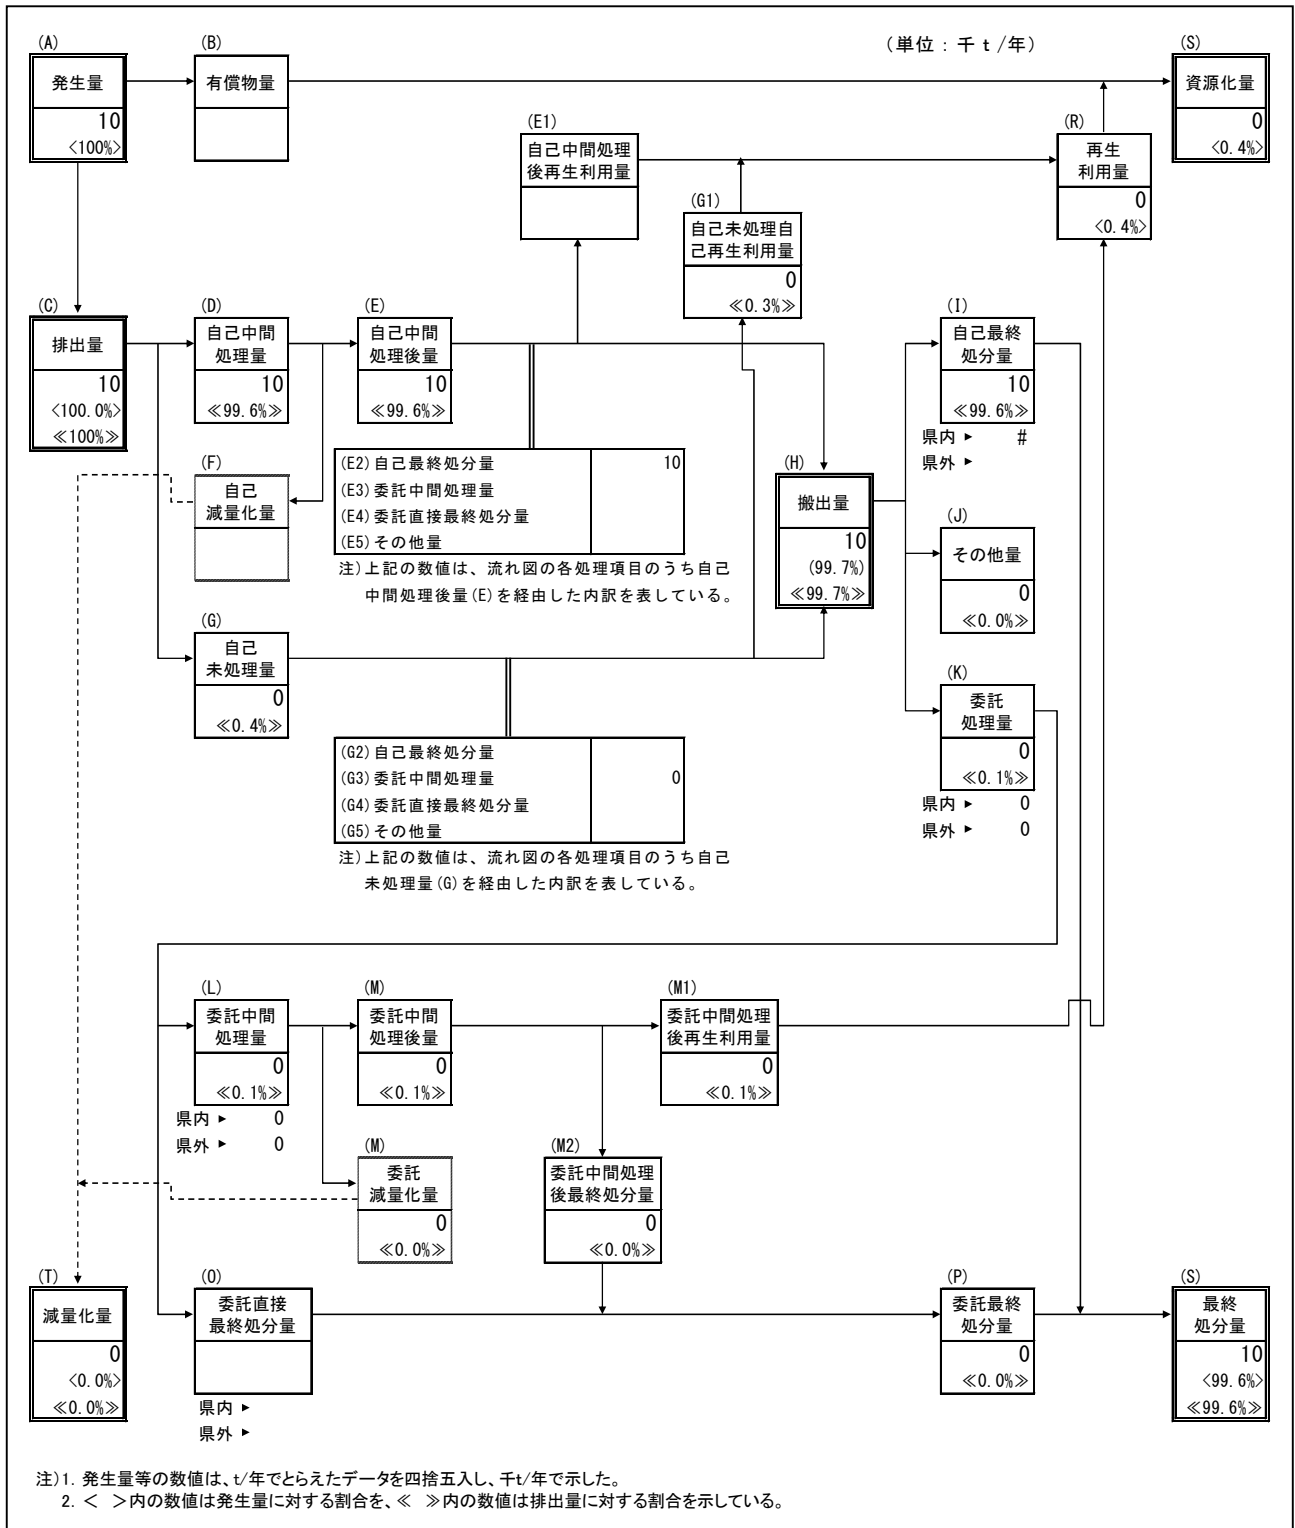 (単位：千ｔ/年)
(A)
発生量
10
<100%>
(B)
有償物量
(S)
資源化量
0
<0.4%>
(E1)
自己中間処理
後再生利用量
(R)
再生
利用量
0
<0.4%>
(G1)
自己未処理自
己再生利用量
0
≪0.3%≫
(C)
排出量
10
<100.0%>
≪100%≫
(D)
自己中間
処理量
10
≪99.6%≫
(E)
自己中間
処理後量
10
≪99.6%≫
(I)
自己最終
処分量
10
≪99.6%≫
県内 ► #
県外 ►
(F)
自己
減量化量
(E2)自己最終処分量 10
(E3)委託中間処理量
(E4)委託直接最終処分量
(E5)その他量
注)上記の数値は、流れ図の各処理項目のうち自己
中間処理後量(E)を経由した内訳を表している。
(H)
搬出量
10
(99.7%)
≪99.7%≫
(J)
その他量
0
≪0.0%≫
(G)
自己
未処理量
0
≪0.4%≫
(K)
委託
処理量
0
≪0.1%≫
県内 ► 0
県外 ► 0
(G2)自己最終処分量
(G3)委託中間処理量 0
(G4)委託直接最終処分量
(G5)その他量
注)上記の数値は、流れ図の各処理項目のうち自己
未処理量(G)を経由した内訳を表している。
(L)
委託中間
処理量
0
≪0.1%≫
県内 ► 0
県外 ► 0
(M)
委託中間
処理後量
0
≪0.1%≫
(M1)
委託中間処理
後再生利用量
0
≪0.1%≫
(M)
委託
減量化量
0
≪0.0%≫
(M2)
委託中間処理
後最終処分量
0
≪0.0%≫
(T)
減量化量
0
<0.0%>
≪0.0%≫
(O)
委託直接
最終処分量
県内 ►
県外 ►
(P)
委託最終
処分量
0
≪0.0%≫
(S)
最終
処分量
10
<99.6%>
≪99.6%≫
注)1. 発生量等の数値は、t/年でとらえたデータを四捨五入し、千t/年で示した。
2. < >内の数値は発生量に対する割合を、≪ ≫内の数値は排出量に対する割合を示している。